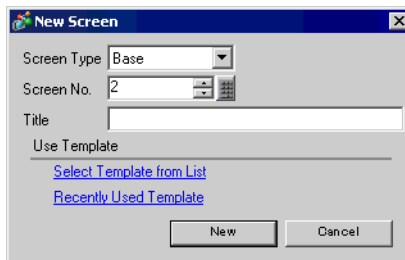 New Screen
Screen Type Base
Screen No. 2
Title
Use Template
Select Template from List
Recently Used Template
New Cancel